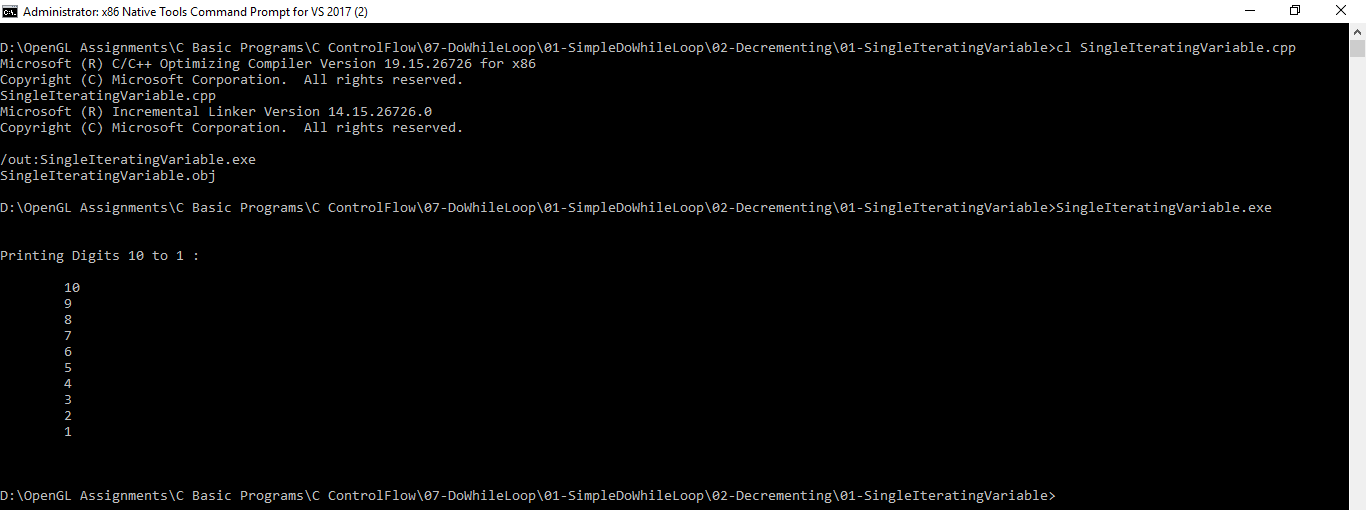 Administrator: x86 Native Tools Command Prompt for VS 2017 (2)
D:\OpenGL Assignments\C Basic Programs\C ControlFlow\07-DoWhileLoop\01-SimpleDoWhileLoop\02-Decrementing\01-SingleIteratingVariable>cl SingleIteratingVariable.cpp
Microsoft (R) C/C++ Optimizing Compiler Version 19.15.26726 for x86
Copyright (C) Microsoft Corporation.  All rights reserved.
SingleIteratingVariable.cpp
Microsoft (R) Incremental Linker Version 14.15.26726.0
Copyright (C) Microsoft Corporation.  All rights reserved.
/out:SingleIteratingVariable.exe
SingleIteratingVariable.obj
D:\OpenGL Assignments\C Basic Programs\C ControlFlow\07-DoWhileLoop\01-SimpleDoWhileLoop\02-Decrementing\01-SingleIteratingVariable>SingleIteratingVariable.exe
Printing Digits 10 to 1 :
10
9
8
7
6
5
4
3
2
1
D:\OpenGL Assignments\C Basic Programs\C ControlFlow\07-DoWhileLoop\01-SimpleDoWhileLoop\02-Decrementing\01-SingleIteratingVariable>